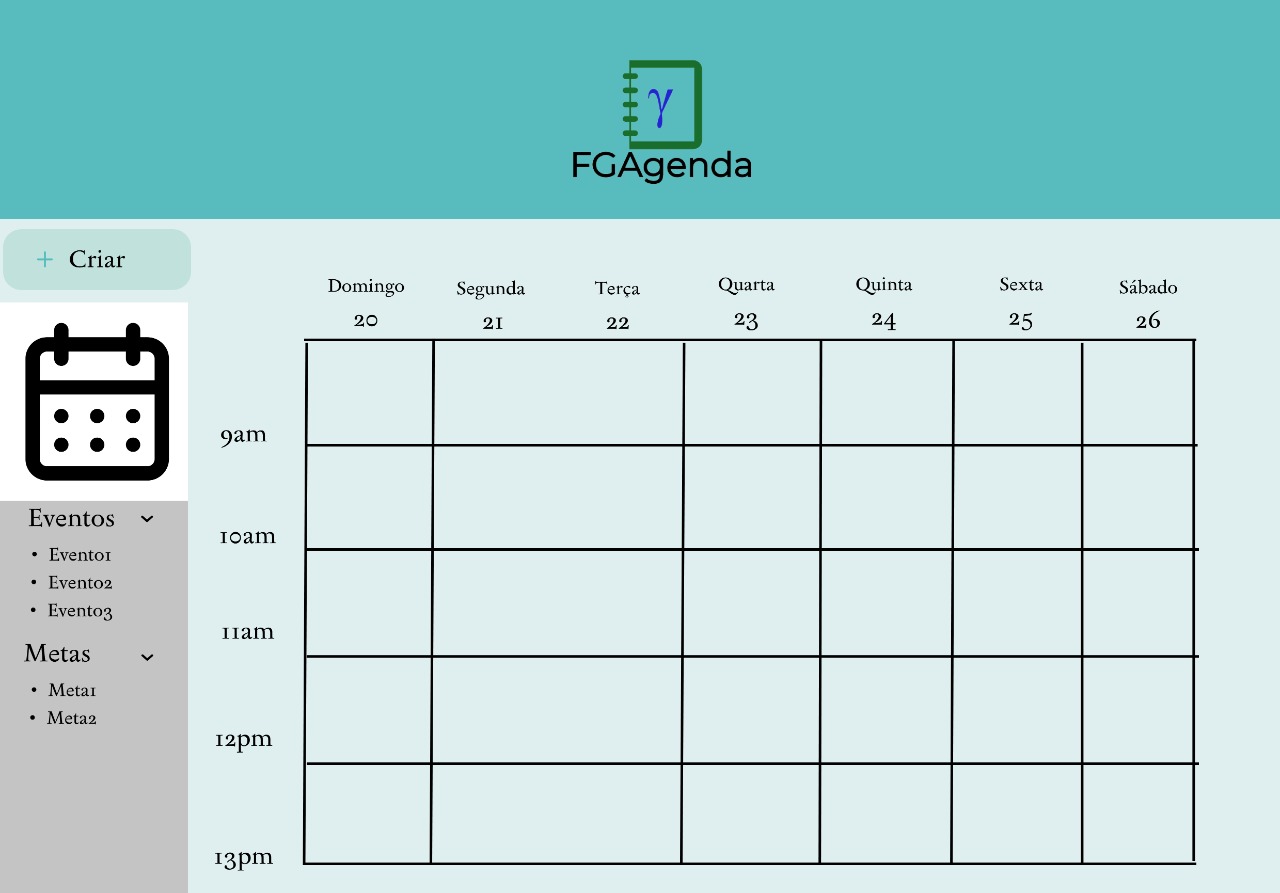 γ
FGAgenda
+ Criar
Domingo Segunda Terça Quarta Quinta Sexta Sábado
20 21 22 23 24 25 26
9am
10am
Eventos
• Evento1
• Evento2
• Evento3
11am
Metas
• Meta1
• Meta2
12pm
13pm